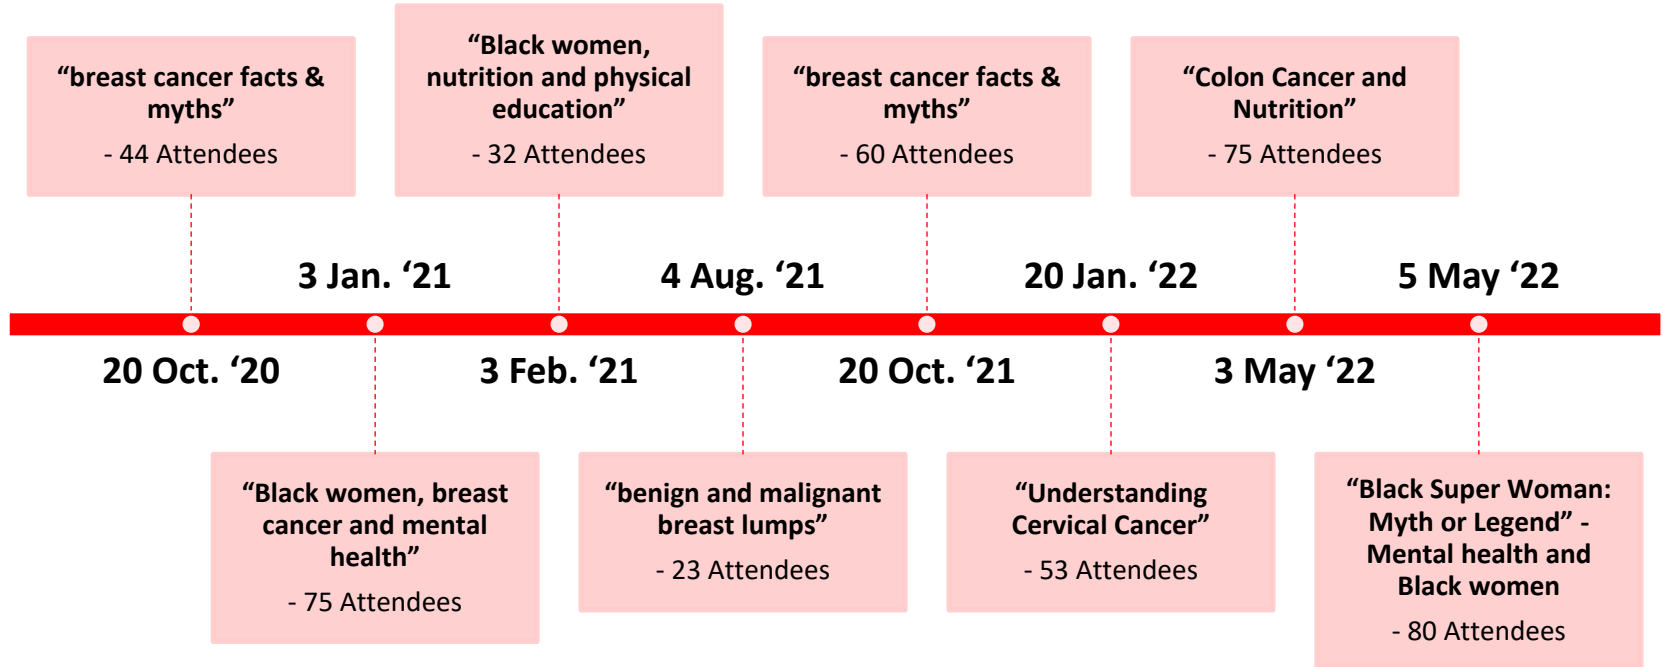 “breast cancer facts &
myths”
- 44 Attendees
“Black women,
nutrition and physical
education”
- 32 Attendees
“breast cancer facts &
myths”
- 60 Attendees
“Colon Cancer and
Nutrition”
- 75 Attendees
3 Jan. ‘21
4 Aug. ‘21
20 Jan. ‘22
5 May ‘22
20 Oct. ‘20
3 Feb. ‘21
20 Oct. ‘21
3 May ‘22
“Black women, breast
cancer and mental
health”
- 75 Attendees
“benign and malignant
breast lumps”
- 23 Attendees
“Understanding
Cervical Cancer”
- 53 Attendees
“Black Super Woman:
Myth or Legend” -
Mental health and
Black women
- 80 Attendees